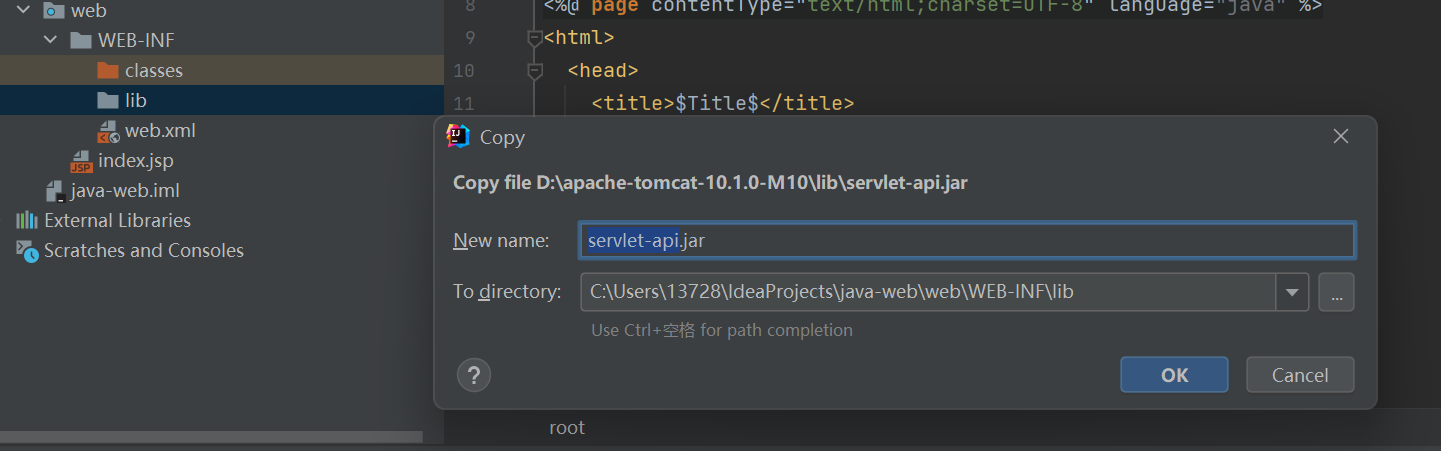 web
WEB-INF
classes
lib
web.xml
index.jsp
JSP
java-web.iml
External Libraries
Scratches and Consoles
8 <%@ page contentType="text/html;charset=UTF-8" language="java" %>
9 <html>
10 <head>
11 <title>$Title$</title>
IJ
Copy
Copy file D:\apache-tomcat-10.1.0-M10\lib\servlet-api.jar
New name: servlet-api.jar
To directory: C:\Users\13728\IdeaProjects\java-web\web\WEB-INF\lib
...
Use Ctrl+空格 for path completion
?
OK
Cancel
root